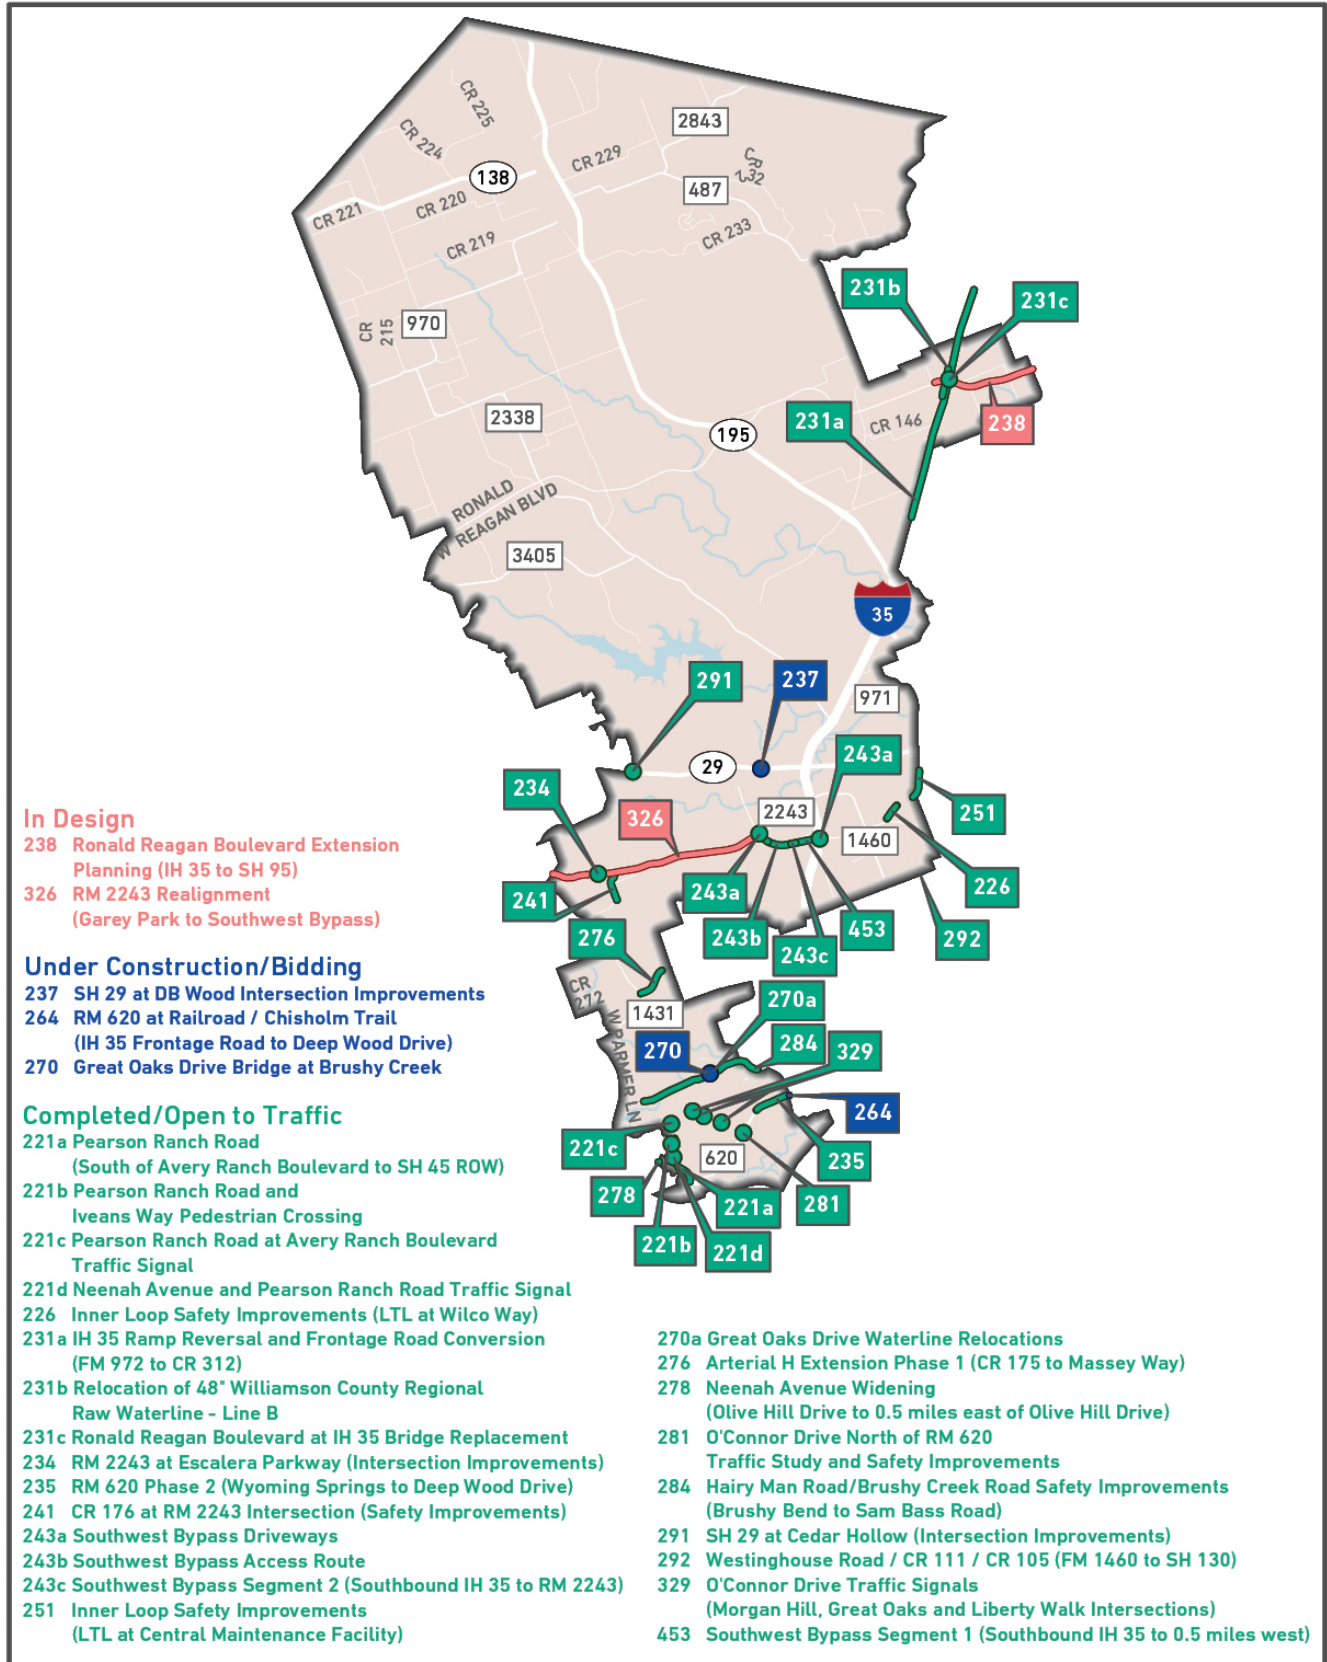 CR 225
2843
CR 224
CR 229
CR 232
138
487
CR 221
CR 220
CR 233
CR 219
231b
231c
CR 215
970
2338
231a
CR 146
238
195
RONALD
W REAGAN BLVD
3405
35
291
237
971
29
243a
234
326
2243
251
1460
241
243a
226
276
243b
453
292
243c
CR 272
270a
1431
W PARMER LN
270
284
329
264
221c
620
235
278
221a
281
221b
221d
In Design
238 Ronald Reagan Boulevard Extension
Planning (IH 35 to SH 95)
326 RM 2243 Realignment
(Garey Park to Southwest Bypass)
Under Construction/Bidding
237 SH 29 at DB Wood Intersection Improvements
264 RM 620 at Railroad / Chisholm Trail
(IH 35 Frontage Road to Deep Wood Drive)
270 Great Oaks Drive Bridge at Brushy Creek
Completed/Open to Traffic
221a Pearson Ranch Road
(South of Avery Ranch Boulevard to SH 45 ROW)
221b Pearson Ranch Road and
Iveans Way Pedestrian Crossing
221c Pearson Ranch Road at Avery Ranch Boulevard
Traffic Signal
221d Neenah Avenue and Pearson Ranch Road Traffic Signal
226 Inner Loop Safety Improvements (LTL at Wilco Way)
231a IH 35 Ramp Reversal and Frontage Road Conversion
(FM 972 to CR 312)
231b Relocation of 48" Williamson County Regional
Raw Waterline - Line B
231c Ronald Reagan Boulevard at IH 35 Bridge Replacement
234 RM 2243 at Escalera Parkway (Intersection Improvements)
235 RM 620 Phase 2 (Wyoming Springs to Deep Wood Drive)
241 CR 176 at RM 2243 Intersection (Safety Improvements)
243a Southwest Bypass Driveways
243b Southwest Bypass Access Route
243c Southwest Bypass Segment 2 (Southbound IH 35 to RM 2243)
251 Inner Loop Safety Improvements
(LTL at Central Maintenance Facility)
270a Great Oaks Drive Waterline Relocations
276 Arterial H Extension Phase 1 (CR 175 to Massey Way)
278 Neenah Avenue Widening
(Olive Hill Drive to 0.5 miles east of Olive Hill Drive)
281 O'Connor Drive North of RM 620
Traffic Study and Safety Improvements
284 Hairy Man Road/Brushy Creek Road Safety Improvements
(Brushy Bend to Sam Bass Road)
291 SH 29 at Cedar Hollow (Intersection Improvements)
292 Westinghouse Road / CR 111 / CR 105 (FM 1460 to SH 130)
329 O'Connor Drive Traffic Signals
(Morgan Hill, Great Oaks and Liberty Walk Intersections)
453 Southwest Bypass Segment 1 (Southbound IH 35 to 0.5 miles west)